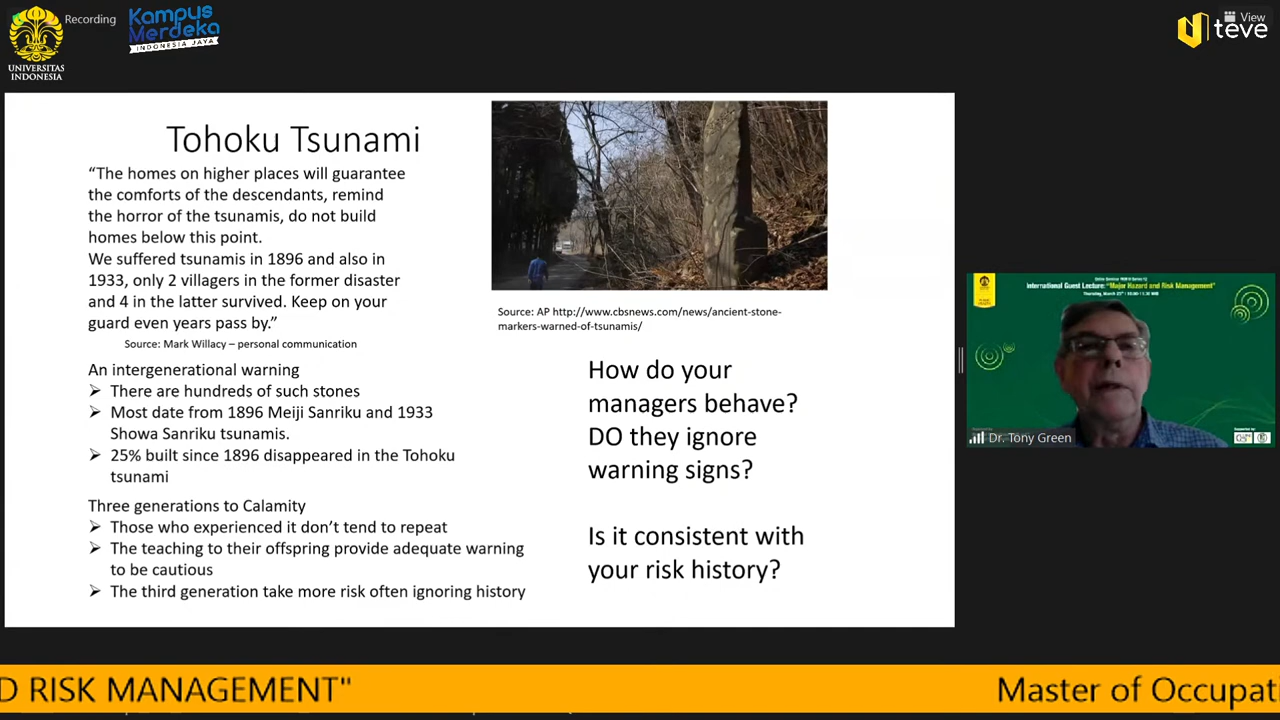 Recording
Kampus
Merdeka
INDONESIA JAYA
UNIVERSITAS
INDONESIA
View
teve
Tohoku Tsunami
“The homes on higher places will guarantee
the comforts of the descendants, remind
the horror of the tsunamis, do not build
homes below this point.
We suffered tsunamis in 1896 and also in
1933, only 2 villagers in the former disaster
and 4 in the latter survived. Keep on your
guard even years pass by.”
Source: Mark Willacy – personal communication
An intergenerational warning
There are hundreds of such stones
Most date from 1896 Meiji Sanriku and 1933
Showa Sanriku tsunamis.
25% built since 1896 disappeared in the Tohoku
tsunami
Three generations to Calamity
Those who experienced it don’t tend to repeat
The teaching to their offspring provide adequate warning
to be cautious
The third generation take more risk often ignoring history
Source: AP http://www.cbsnews.com/news/ancient-stone-
markers-warned-of-tsunamis/
How do your
managers behave?
DO they ignore
warning signs?
Is it consistent with
your risk history?
International Guest Lecture: "Major Hazard and Risk Management"
Dr. Tony Green
D RISK MANAGEMENT"
Master of Occupati